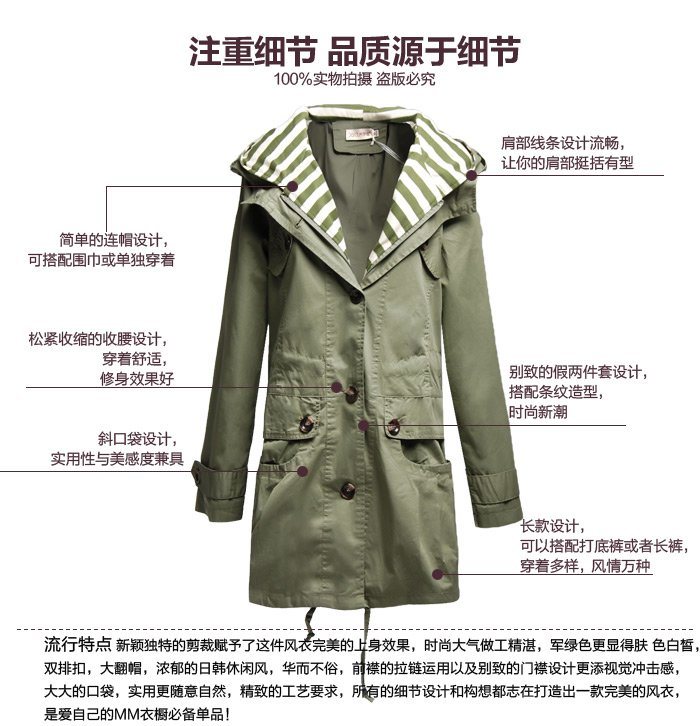 注重细节 品质源于细节
100%实物拍摄 盗版必究
肩部线条设计流畅，
让你的肩部挺括有型
简单的连帽设计，
可搭配围巾或单独穿着
松紧收缩的收腰设计，
穿着舒适，
修身效果好
别致的假两件套设计，
搭配条纹造型，
时尚新潮
斜口袋设计，
实用性与美感度兼具
长款设计，
可以搭配打底裤或者长裤，
穿着多样，风情万种
流行特点 新颖独特的剪裁赋予了这件风衣完美的上身效果，时尚大气做工精湛，军绿色更显得肤 色白皙，
双排扣，大翻帽，浓郁的日韩休闲风，华而不俗，前襟的拉链运用以及别致的门襟设计更添视觉冲击感，
大大的口袋，实用更随意自然，精致的工艺要求，所有的细节设计和构想都志在打造出一款完美的风衣，
是爱自己的MM衣橱必备单品！